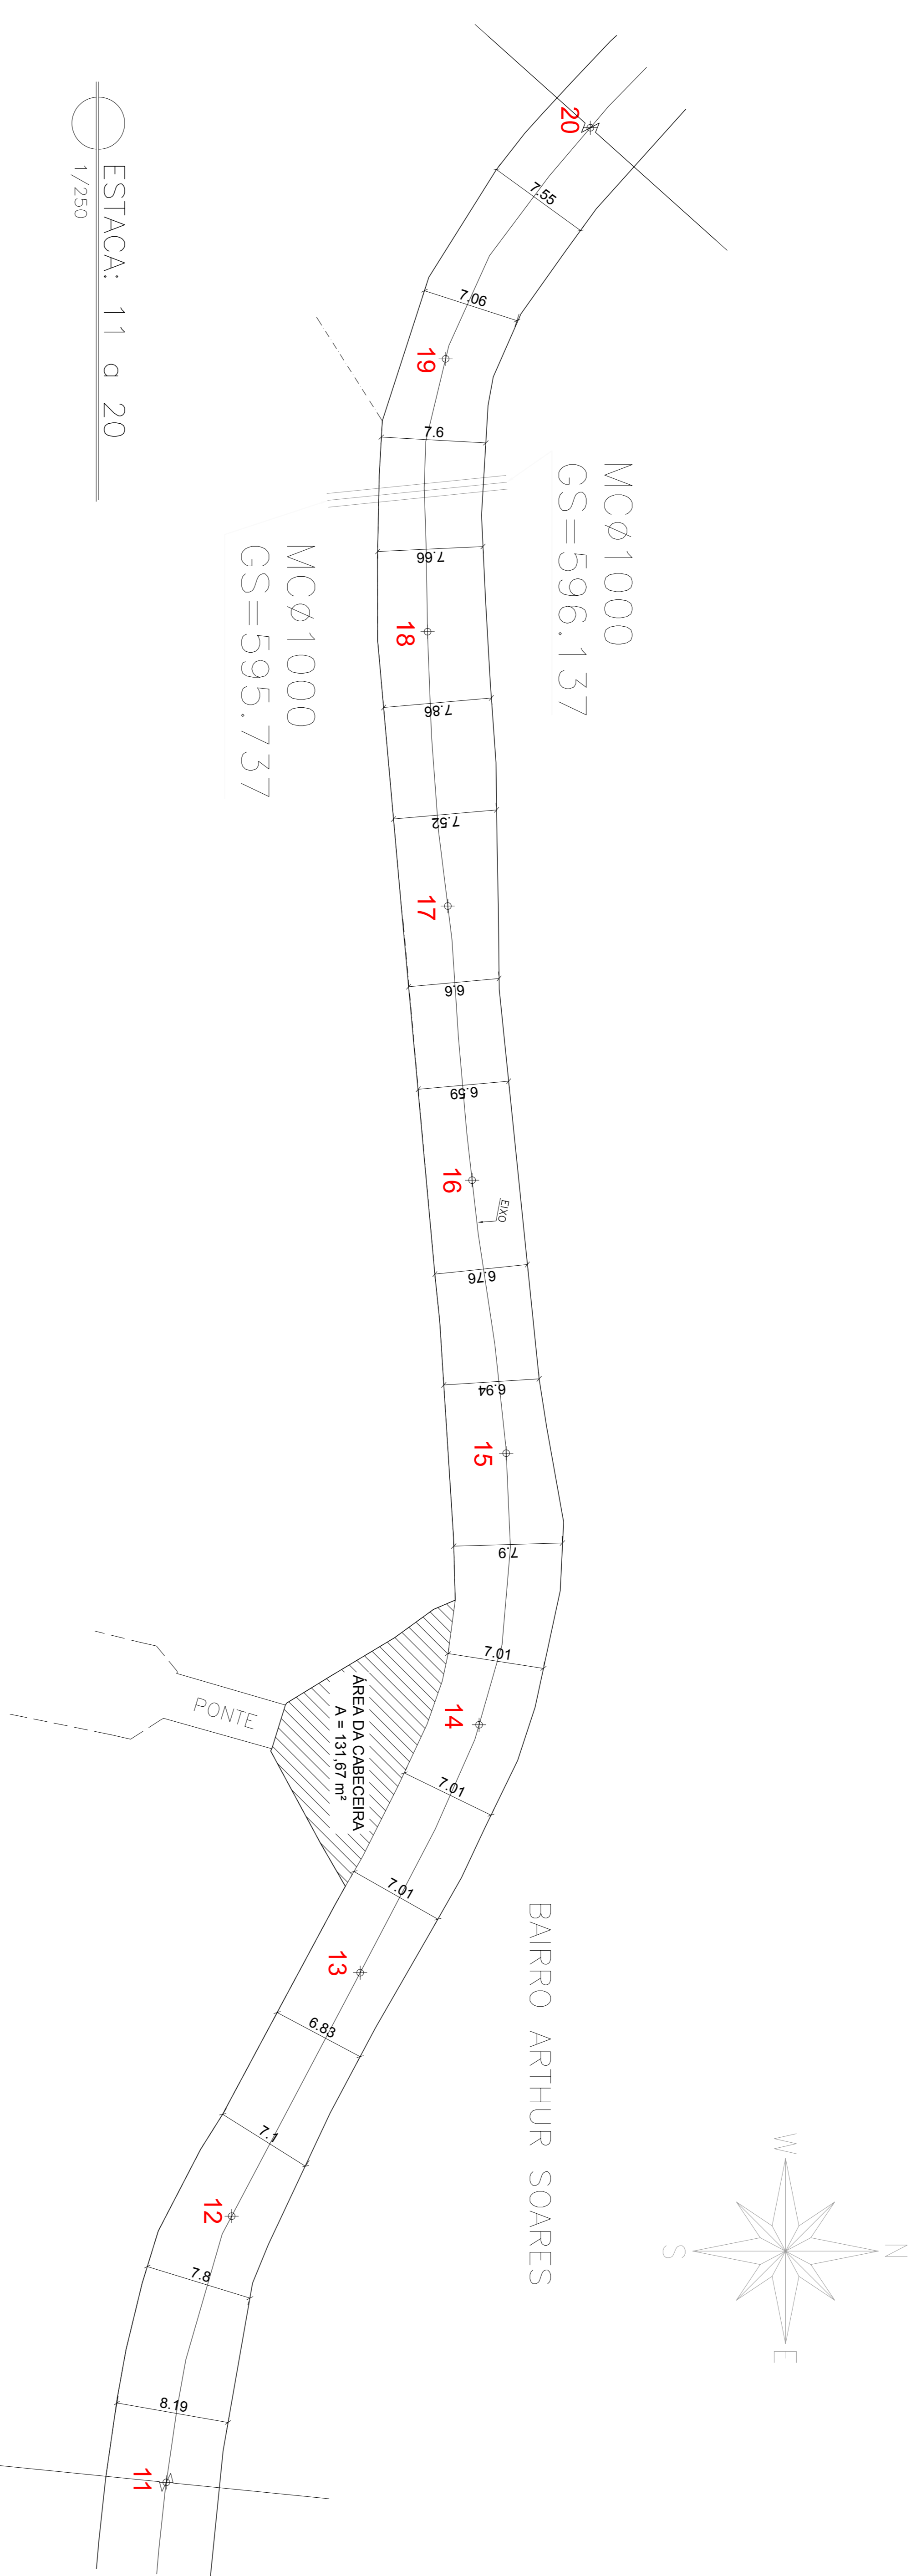 20
7.55
7.06
19
7.6
MCø1000
GS=596.137
7.66
MCø1000
GS=595.737
18
7.86
7.52
17
6.6
6.59
16
EIXO
6.76
6.94
15
7.9
7.01
14
7.01
ÁREA DA CABECEIRA
A = 131,67 m²
PONTE
7.01
13
6.83
7.1
12
7.8
8.19
11
BAIRRO ARTHUR SOARES
N
W
E
S
ESTACA: 11 a 20
1/250